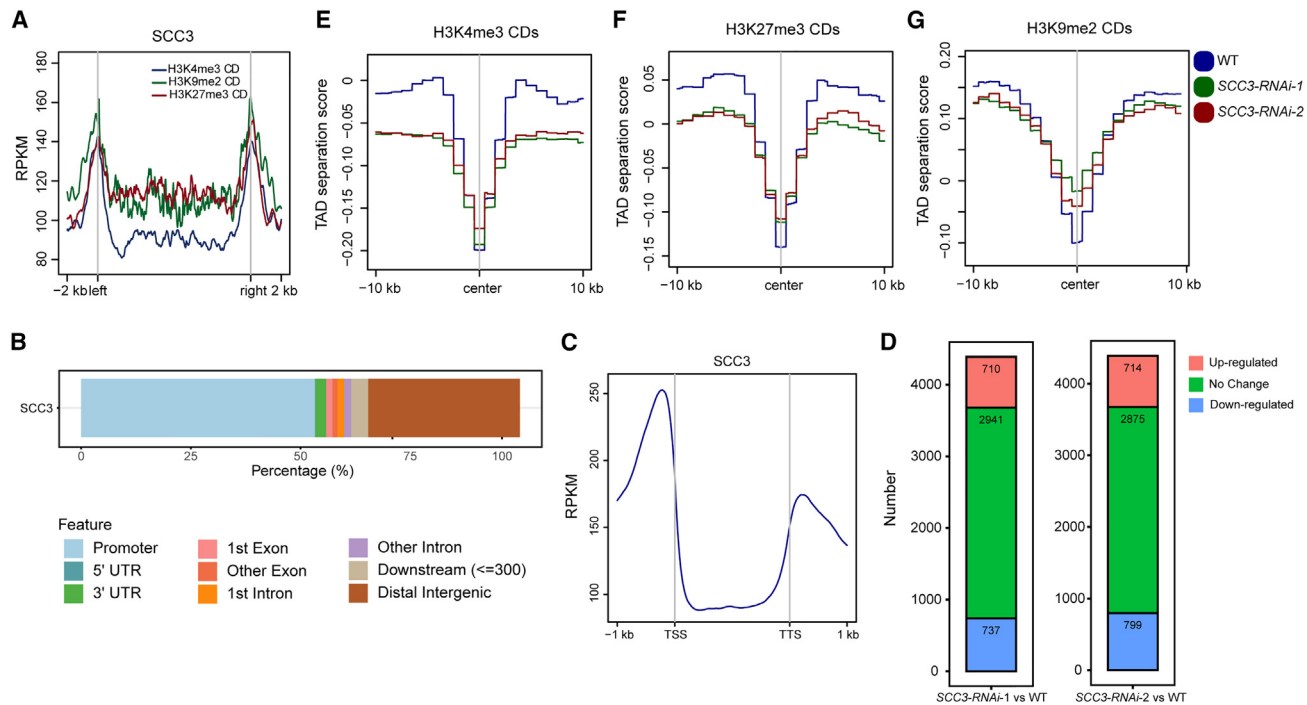 A
SCC3
RPKM
180
160
140
120
100
80
H3K4me3 CD
H3K9me2 CD
H3K27me3 CD
−2 kb left right 2 kb
E
H3K4me3 CDs
TAD separation score
0
−0.05
−0.10
−0.15
−0.20
−10 kb center 10 kb
F
H3K27me3 CDs
TAD separation score
0.05
0
−0.05
−0.10
−0.15
−10 kb center 10 kb
G
H3K9me2 CDs
TAD separation score
0.20
0.10
0
−0.10
−10 kb center 10 kb
WT
SCC3-RNAi-1
SCC3-RNAi-2
B
SCC3
0 25 50 75 100
Percentage (%)
Feature
Promoter
5' UTR
3' UTR
1st Exon
Other Exon
1st Intron
Other Intron
Downstream (<=300)
Distal Intergenic
C
SCC3
RPKM
250
200
150
100
−1 kb TSS TTS 1 kb
D
Number
4000
3000
2000
1000
0
710
2941
737
SCC3-RNAi-1 vs WT
4000
3000
2000
1000
0
714
2875
799
SCC3-RNAi-2 vs WT
Up-regulated
No Change
Down-regulated